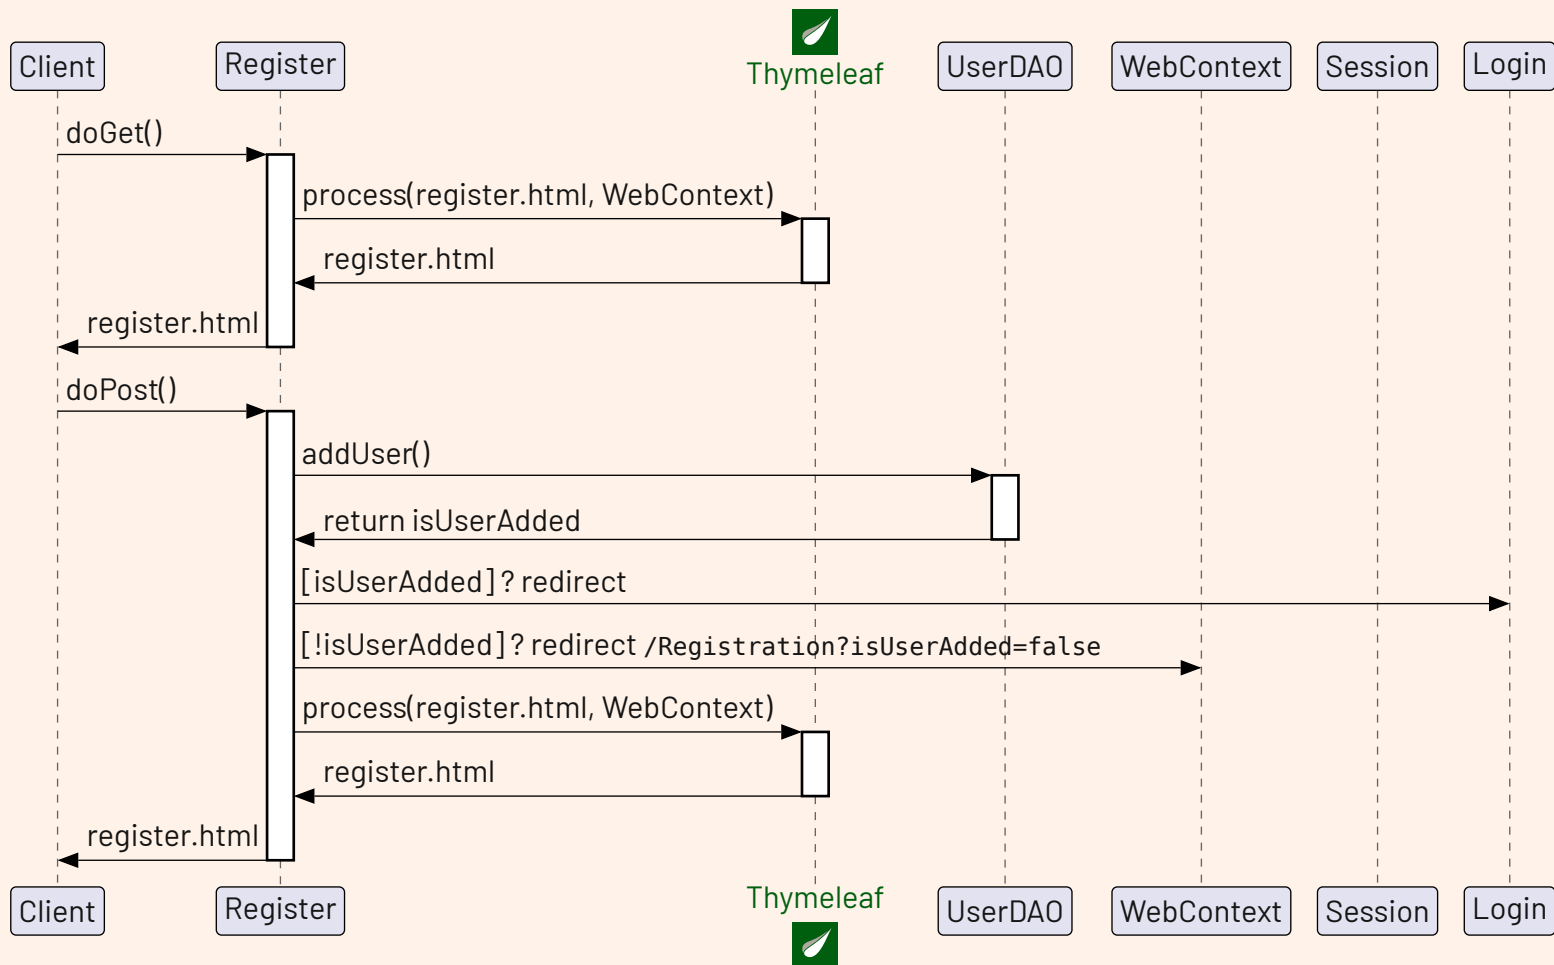 Client
Register
Thymeleaf
UserDAO
WebContext
Session
Login
doGet()
process(register.html, WebContext)
register.html
register.html
doPost()
addUser()
return isUserAdded
[isUserAdded]? redirect
[!isUserAdded]? redirect /Registration?isUserAdded=false
process(register.html, WebContext)
register.html
register.html
Client
Register
Thymeleaf
UserDAO
WebContext
Session
Login